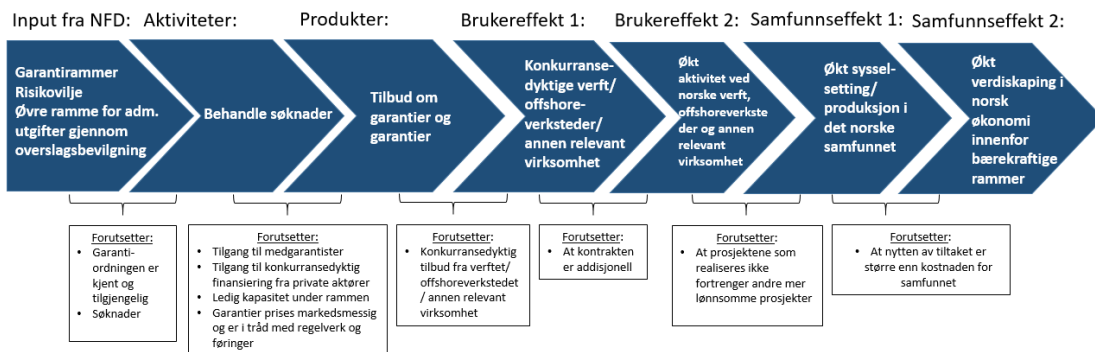 Input fra NFD:
Aktiviteter:
Produkter:
Brukereffekt 1:
Brukereffekt 2:
Samfunnseffekt 1:
Samfunnseffekt 2:
Garantirammer
Risikovilje
Øvre ramme for adm.
utgifter gjennom
overslagsbevilgning
Behandle søknader
Tilbud om
garantier og
garantier
Konkurranse-
dyktige verft/
offshore-
verksteder/
annen relevant
virksomhet
Økt
aktivitet ved
norske verft,
offshoreverkste
der og annen
relevant
virksomhet
Økt syssel-
setting/
produksjon i
det norske
samfunnet
Økt
verdiskaping i
norsk
økonomi
innenfor
bærekraftige
rammer
Forutsetter:
• Garanti-
ordningen er
kjent og
tilgjengelig
• Søknader
Forutsetter:
• Tilgang til medgarantister
• Tilgang til konkurransedyktig
finansiering fra private aktører
• Ledig kapasitet under rammen
• Garantier prises markedsmessig
og er i tråd med regelverk og
føringer
Forutsetter:
• Konkurransedyktig
tilbud fra verftet/
offshoreverkstedet
/ annen relevant
virksomhet
Forutsetter:
• At kontrakten
er addisjonell
Forutsetter:
• At prosjektene som
realiseres ikke
fortrenger andre mer
lønnsomme prosjekter
Forutsetter:
• At nytten av tiltaket er
større enn kostnaden for
samfunnet